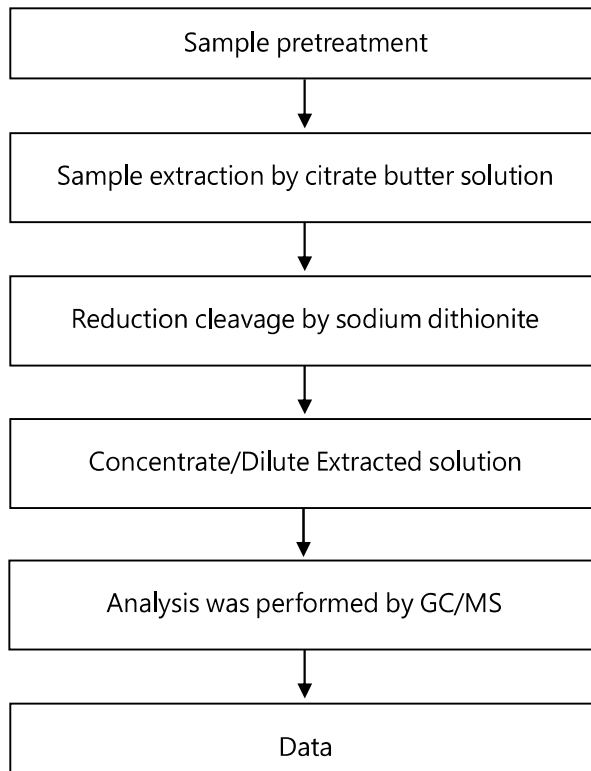 Sample pretreatment
Sample extraction by citrate butter solution
Reduction cleavage by sodium dithionite
Concentrate/Dilute Extracted solution
Analysis was performed by GC/MS
Data